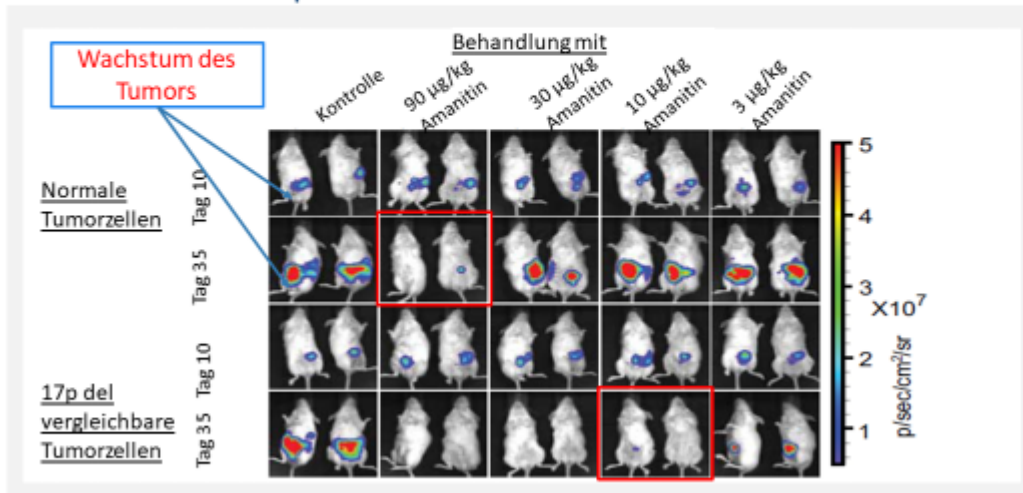 Behandlung mit
Wachstum des
Tumors
Kontrolle
90 µg/kg
Amanitin
30 µg/kg
Amanitin
10 µg/kg
Amanitin
3 µg/kg
Amanitin
Normale
Tumorzellen
Tag 10
Tag 35
17p del
vergleichbare
Tumorzellen
Tag 10
Tag 35
5
4
3
X10⁷
2
1
p/sec/cm²/sr